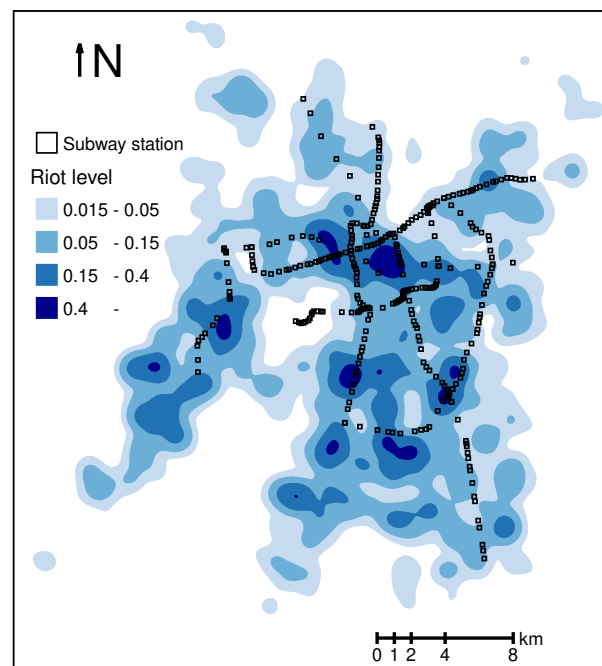 N
Subway station
Riot level
0.015 - 0.05
0.05 - 0.15
0.15 - 0.4
0.4 -
km
0 1 2 4 8